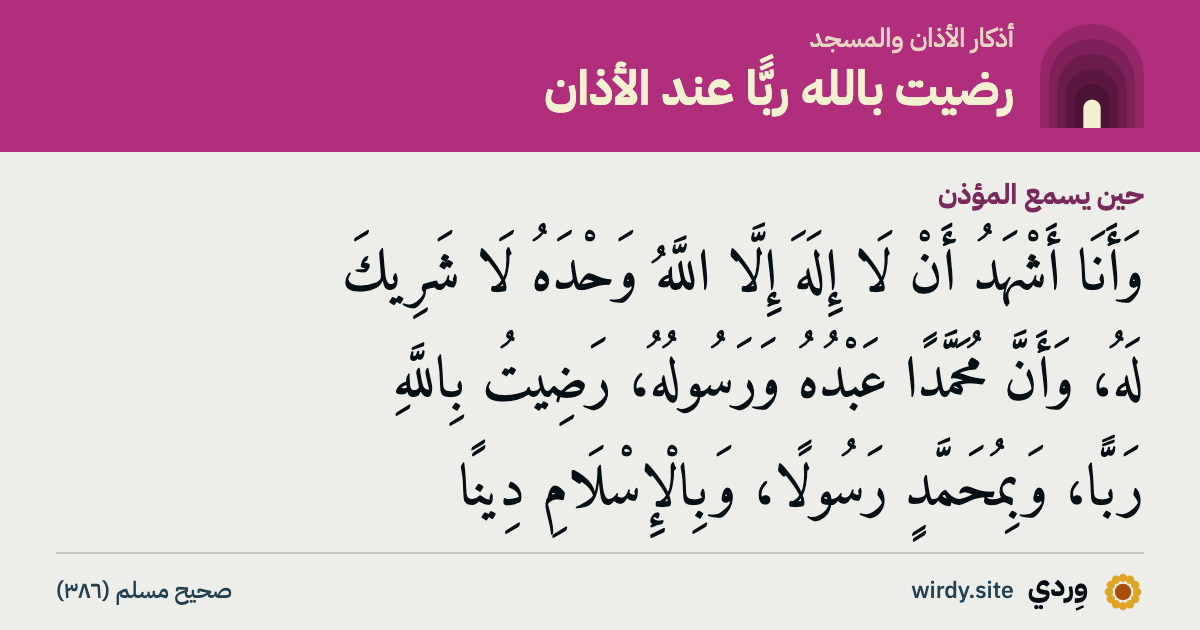 أذكار الأذان والمسجد
رضيت بالله ربًّا عند الأذان
حين يسمع المؤذن
وَأَنَا أَشْهَدُ أَنْ لَا إِلَهَ إِلَّا اللَّهُ وَحْدَهُ لَا شَرِيكَ
لَهُ، وَأَنَّ مُحَمَّدًا عَبْدُهُ وَرَسُولُهُ، رَضِيتُ بِاللَّهِ
رَبًّا، وَبِمُحَمَّدٍ رَسُولًا، وَبِالْإِسْلَامِ دِينًا
وِردي wirdy.site
صحيح مسلم (٣٨٦)